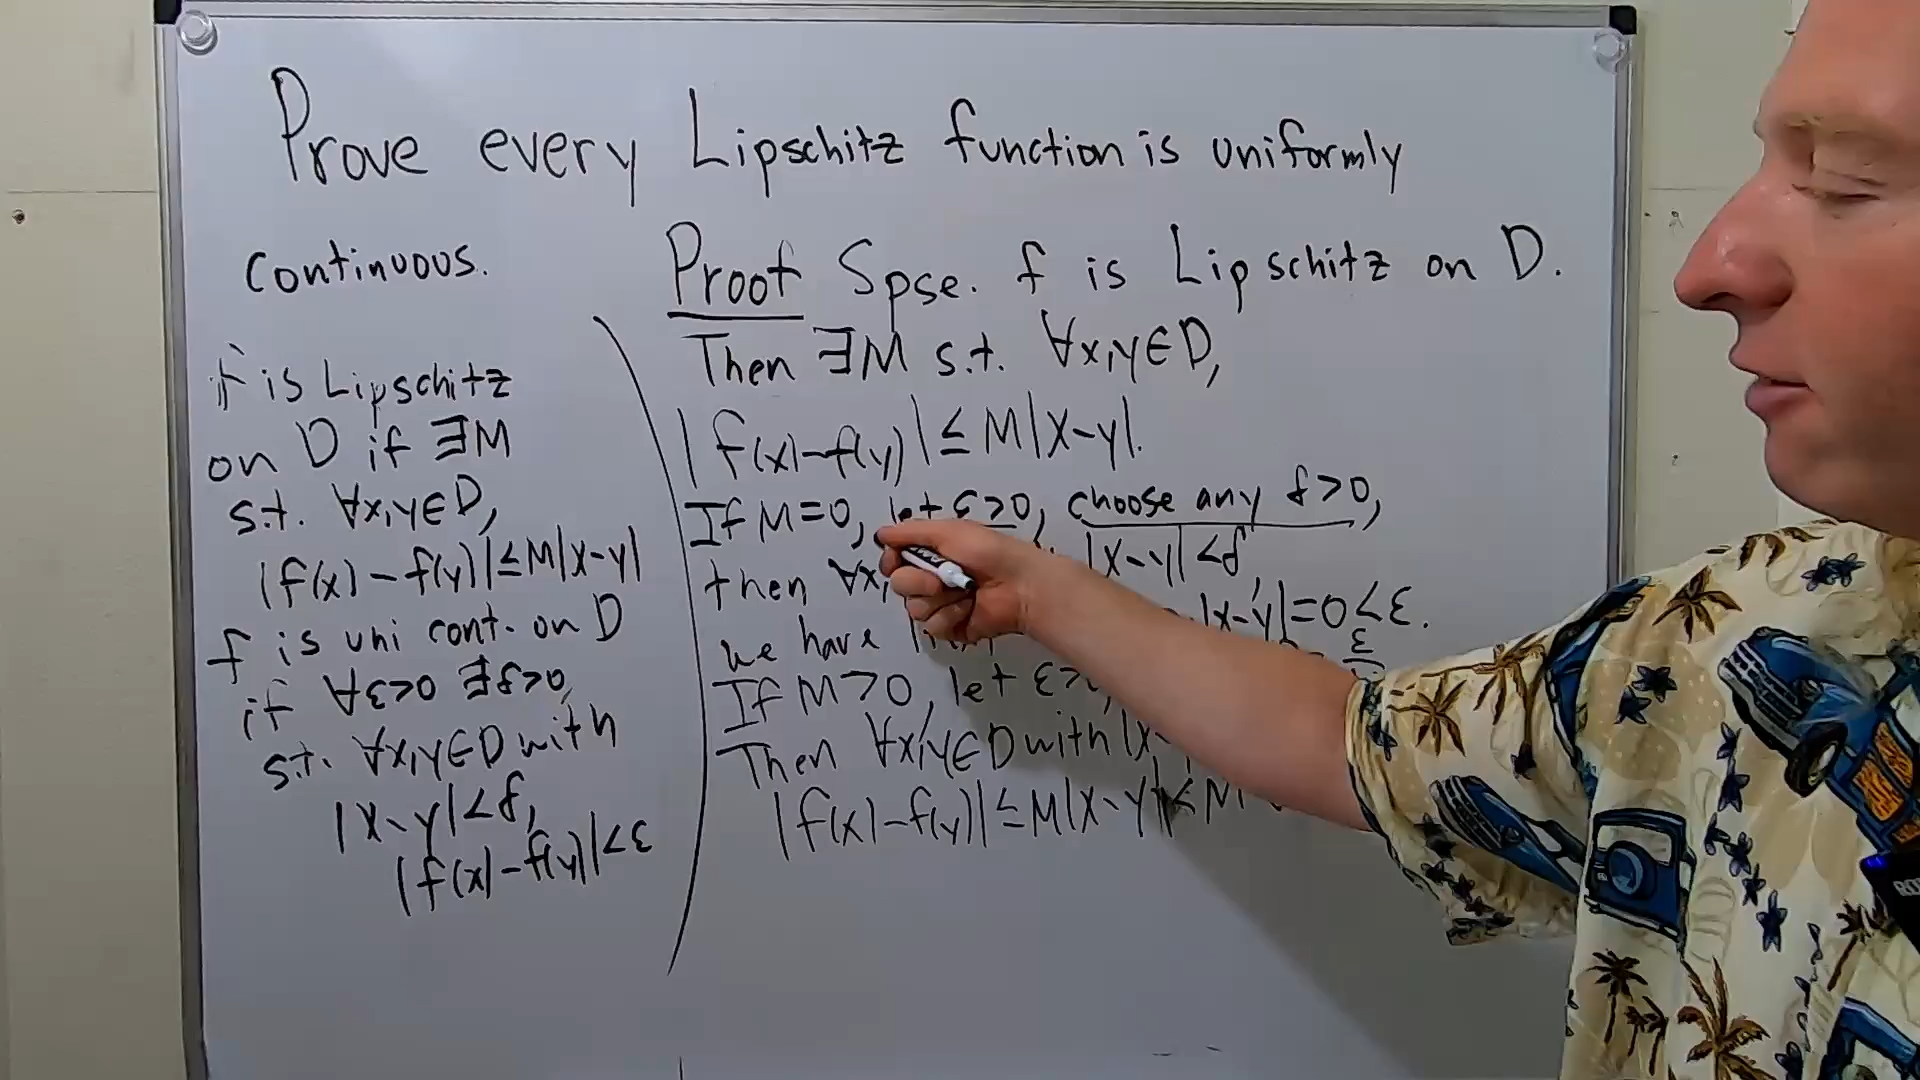 Prove every Lipschitz function is uniformly
continuous.
f is Lipschitz
on D if ∃M
s.t. ∀x,y∈D,
|f(x)-f(y)|≤M|x-y|
f is uni cont. on D
if ∀ε>0 ∃δ>0
s.t. ∀x,y∈D with
|x-y|<δ,
|f(x)-f(y)|<ε
Proof Spse. f is Lipschitz on D.
Then ∃M s.t. ∀x,y∈D,
|f(x)-f(y)|≤M|x-y|.
If M=0, let ε>0, choose any δ>0,
then ∀x, |x-y|<δ
we have |x-y|=0<ε.
If M>0, let ε>
Then ∀x,y∈D with |x-
|f(x)-f(y)|≤M|x-y|<M